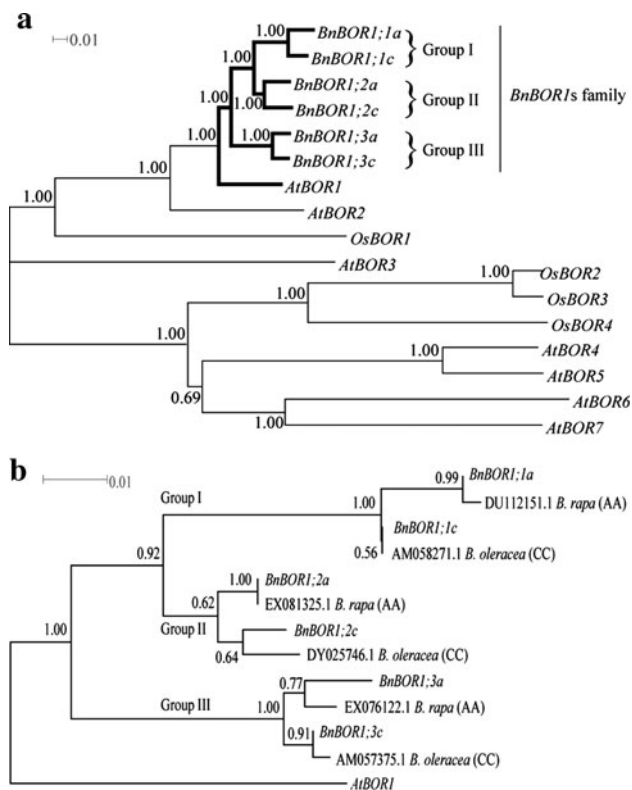 a
0.01
BnBOR1;1a
1.00
BnBOR1;1c
Group I
1.00
BnBOR1;2a
1.00
BnBOR1;2c
Group II
BnBOR1s family
1.00
BnBOR1;3a
1.00
BnBOR1;3c
Group III
1.00
AtBOR1
1.00
AtBOR2
1.00
OsBOR1
AtBOR3
1.00
OsBOR2
OsBOR3
1.00
OsBOR4
1.00
AtBOR4
1.00
AtBOR5
0.69
AtBOR6
1.00
AtBOR7
b
0.01
BnBOR1;1a
0.99
DU112151.1 B. rapa (AA)
Group I
1.00
BnBOR1;1c
0.56
AM058271.1 B. oleracea (CC)
0.92
BnBOR1;2a
1.00
EX081325.1 B. rapa (AA)
0.62
Group II
BnBOR1;2c
0.64
DY025746.1 B. oleracea (CC)
1.00
BnBOR1;3a
0.77
EX076122.1 B. rapa (AA)
Group III
1.00
BnBOR1;3c
0.91
AM057375.1 B. oleracea (CC)
AtBOR1